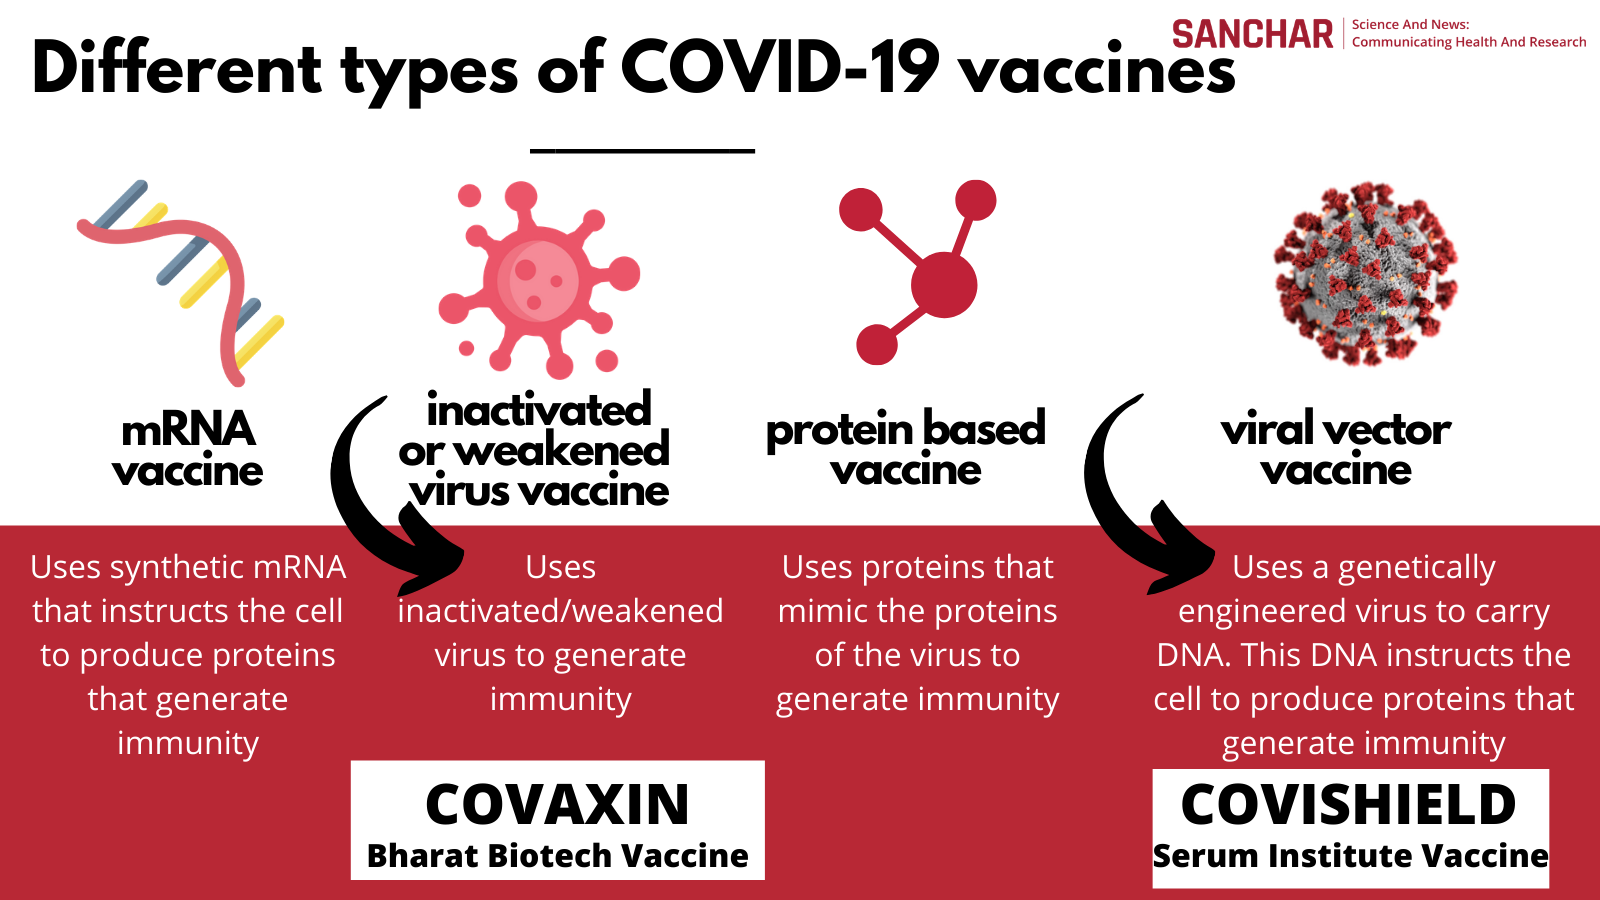 Different types of COVID-19 vaccines
SANCHAR
Science And News:
Communicating Health And Research
mRNA
vaccine
Uses synthetic mRNA
that instructs the cell
to produce proteins
that generate
immunity
inactivated
or weakened
virus vaccine
Uses
inactivated/weakened
virus to generate
immunity
COVAXIN
Bharat Biotech Vaccine
protein based
vaccine
Uses proteins that
mimic the proteins
of the virus to
generate immunity
viral vector
vaccine
Uses a genetically
engineered virus to carry
DNA. This DNA instructs the
cell to produce proteins that
generate immunity
COVISHIELD
Serum Institute Vaccine